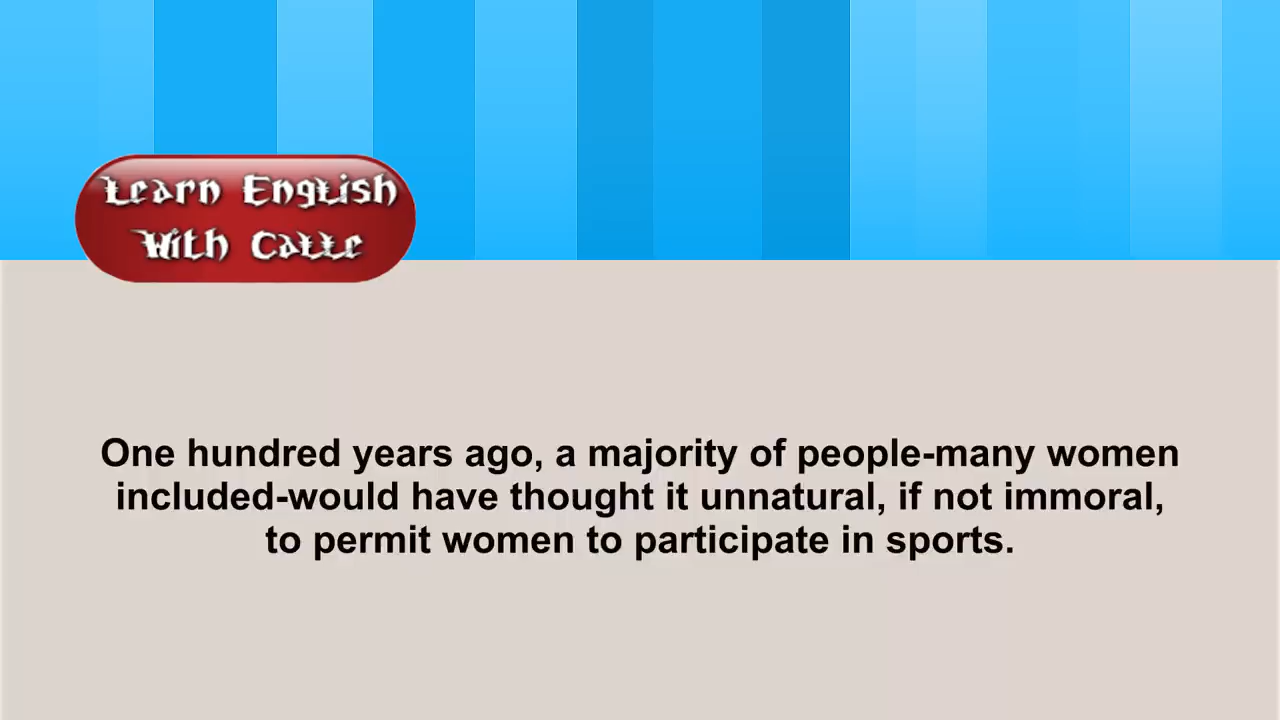 Learn English
With Catte
One hundred years ago, a majority of people-many women
included-would have thought it unnatural, if not immoral,
to permit women to participate in sports.